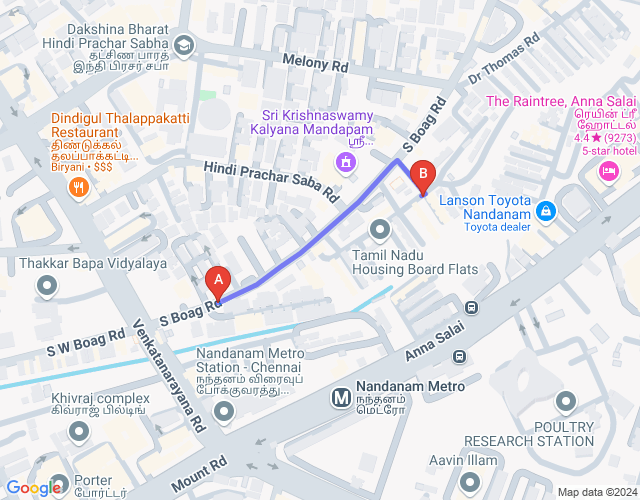 Dakshina Bharat
Hindi Prachar Sabha
தட்சிண பாரத்
இந்தி பிரசர் சபா
Melony Rd
Dr Thomas Rd
S Boag Rd
The Raintree, Anna Salai
ரெயின் ட்ரீ
ஹோட்டல்
4.4★ (9273)
5-star hotel
Dindigul Thalappakatti
Restaurant
திண்டுக்கல்
தலப்பாக்கட்டி...
Biryani • $$$
Sri Krishnaswamy
Kalyana Mandapam
ஸ்ரீ...
Hindi Prachar Saba Rd
B
Lanson Toyota
Nandanam
Toyota dealer
Tamil Nadu
Housing Board Flats
Thakkar Bapa Vidyalaya
A
S Boag Rd
S W Boag Rd
Venkatanarayana Rd
Anna Salai
Nandanam Metro
Station - Chennai
நந்தனம் விரைவுப்
போக்குவரத்து...
Nandanam Metro
நந்தனம்
மெட்ரோ
M
Khivraj complex
கிவ்ராஜ் பில்டிங்
POULTRY
RESEARCH STATION
Mount Rd
Aavin Illam
Porter
போர்ட்டர்
Google
Map data ©2024